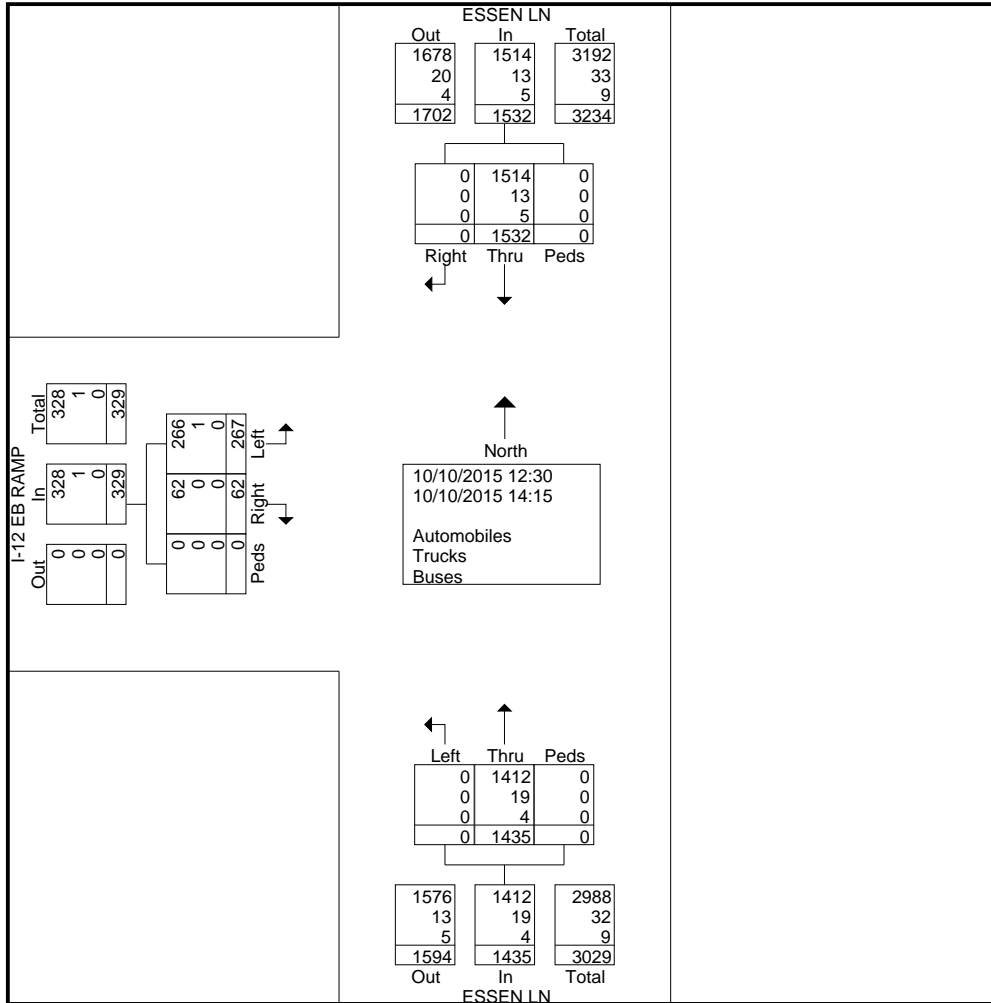 ESSEN LN
Out In Total
1678 1514 3192
20 13 33
4 5 9
1702 1532 3234
0 1514 0
0 13 0
0 5 0
0 1532 0
Right Thru Peds
I-12 EB RAMP
Total
328 1 0 329
In
328 1 0 329
Out
0 0 0 0
266 1 0 267
Left
62 0 0 62
Right
0 0 0 0
Peds
North
10/10/2015 12:30
10/10/2015 14:15
Automobiles
Trucks
Buses
Left Thru Peds
0 1412 0
0 19 0
0 4 0
0 1435 0
1576 1412 2988
13 19 32
5 4 9
1594 1435 3029
Out In Total
ESSEN LN